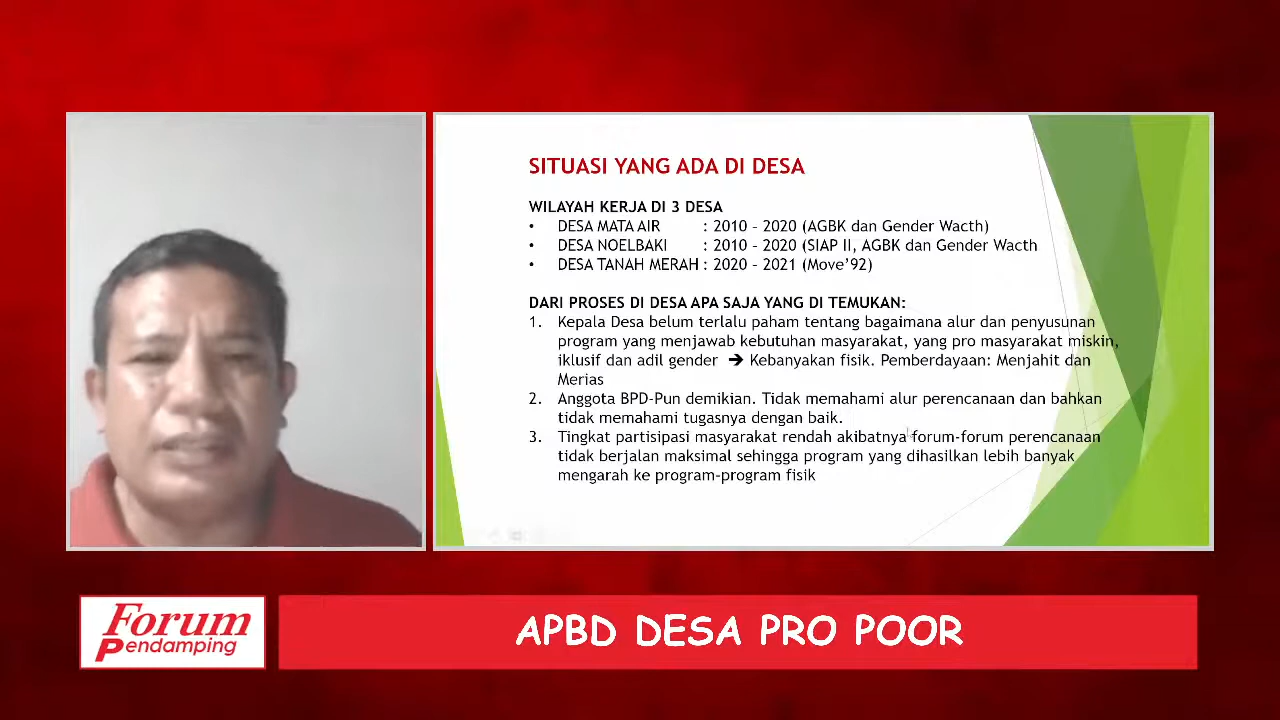 SITUASI YANG ADA DI DESA
WILAYAH KERJA DI 3 DESA
• DESA MATA AIR : 2010 – 2020 (AGBK dan Gender Wacth)
• DESA NOELBAKI : 2010 – 2020 (SIAP II, AGBK dan Gender Wacth
• DESA TANAH MERAH : 2020 – 2021 (Move’92)
DARI PROSES DI DESA APA SAJA YANG DI TEMUKAN:
1. Kepala Desa belum terlalu paham tentang bagaimana alur dan penyusunan
program yang menjawab kebutuhan masyarakat, yang pro masyarakat miskin,
iklusif dan adil gender ➔ Kebanyakan fisik. Pemberdayaan: Menjahit dan
Merias
2. Anggota BPD-Pun demikian. Tidak memahami alur perencanaan dan bahkan
tidak memahami tugasnya dengan baik.
3. Tingkat partisipasi masyarakat rendah akibatnya forum-forum perencanaan
tidak berjalan maksimal sehingga program yang dihasilkan lebih banyak
mengarah ke program-program fisik
Forum
Pendamping
APBD DESA PRO POOR